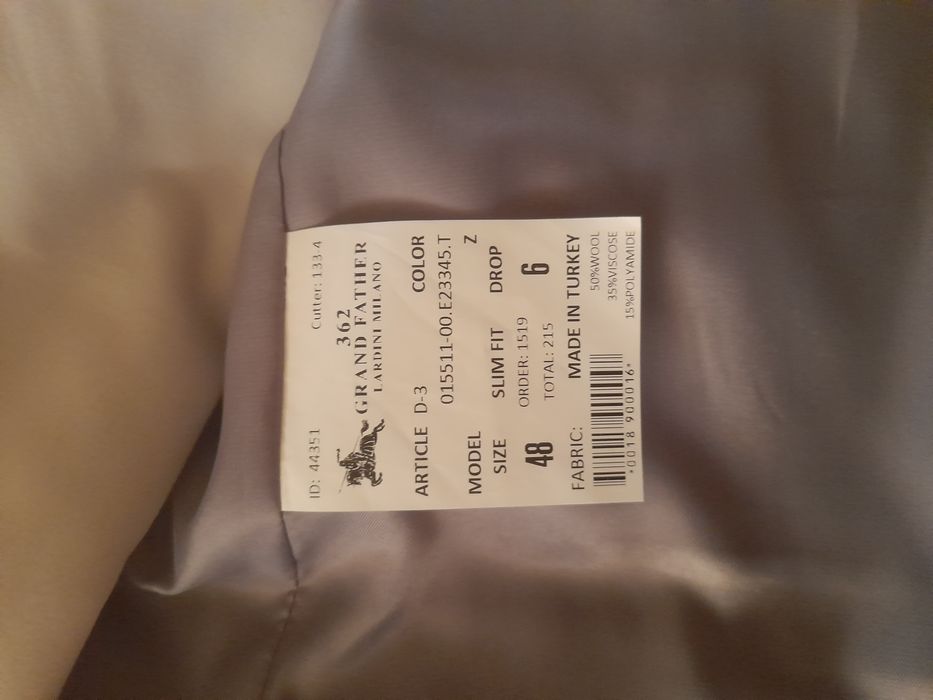 ID: 44351 Cutter: 133-4
362
GRAND FATHER
LARDINI MILANO
ARTICLE D-3 COLOR
015511-00.E23345.T
MODEL Z
SIZE SLIM FIT DROP
ORDER: 1519
48 6
TOTAL: 215
FABRIC: MADE IN TURKEY
50%WOOL
35%VISCOSE
15%POLYAMIDE
*0018 900016*